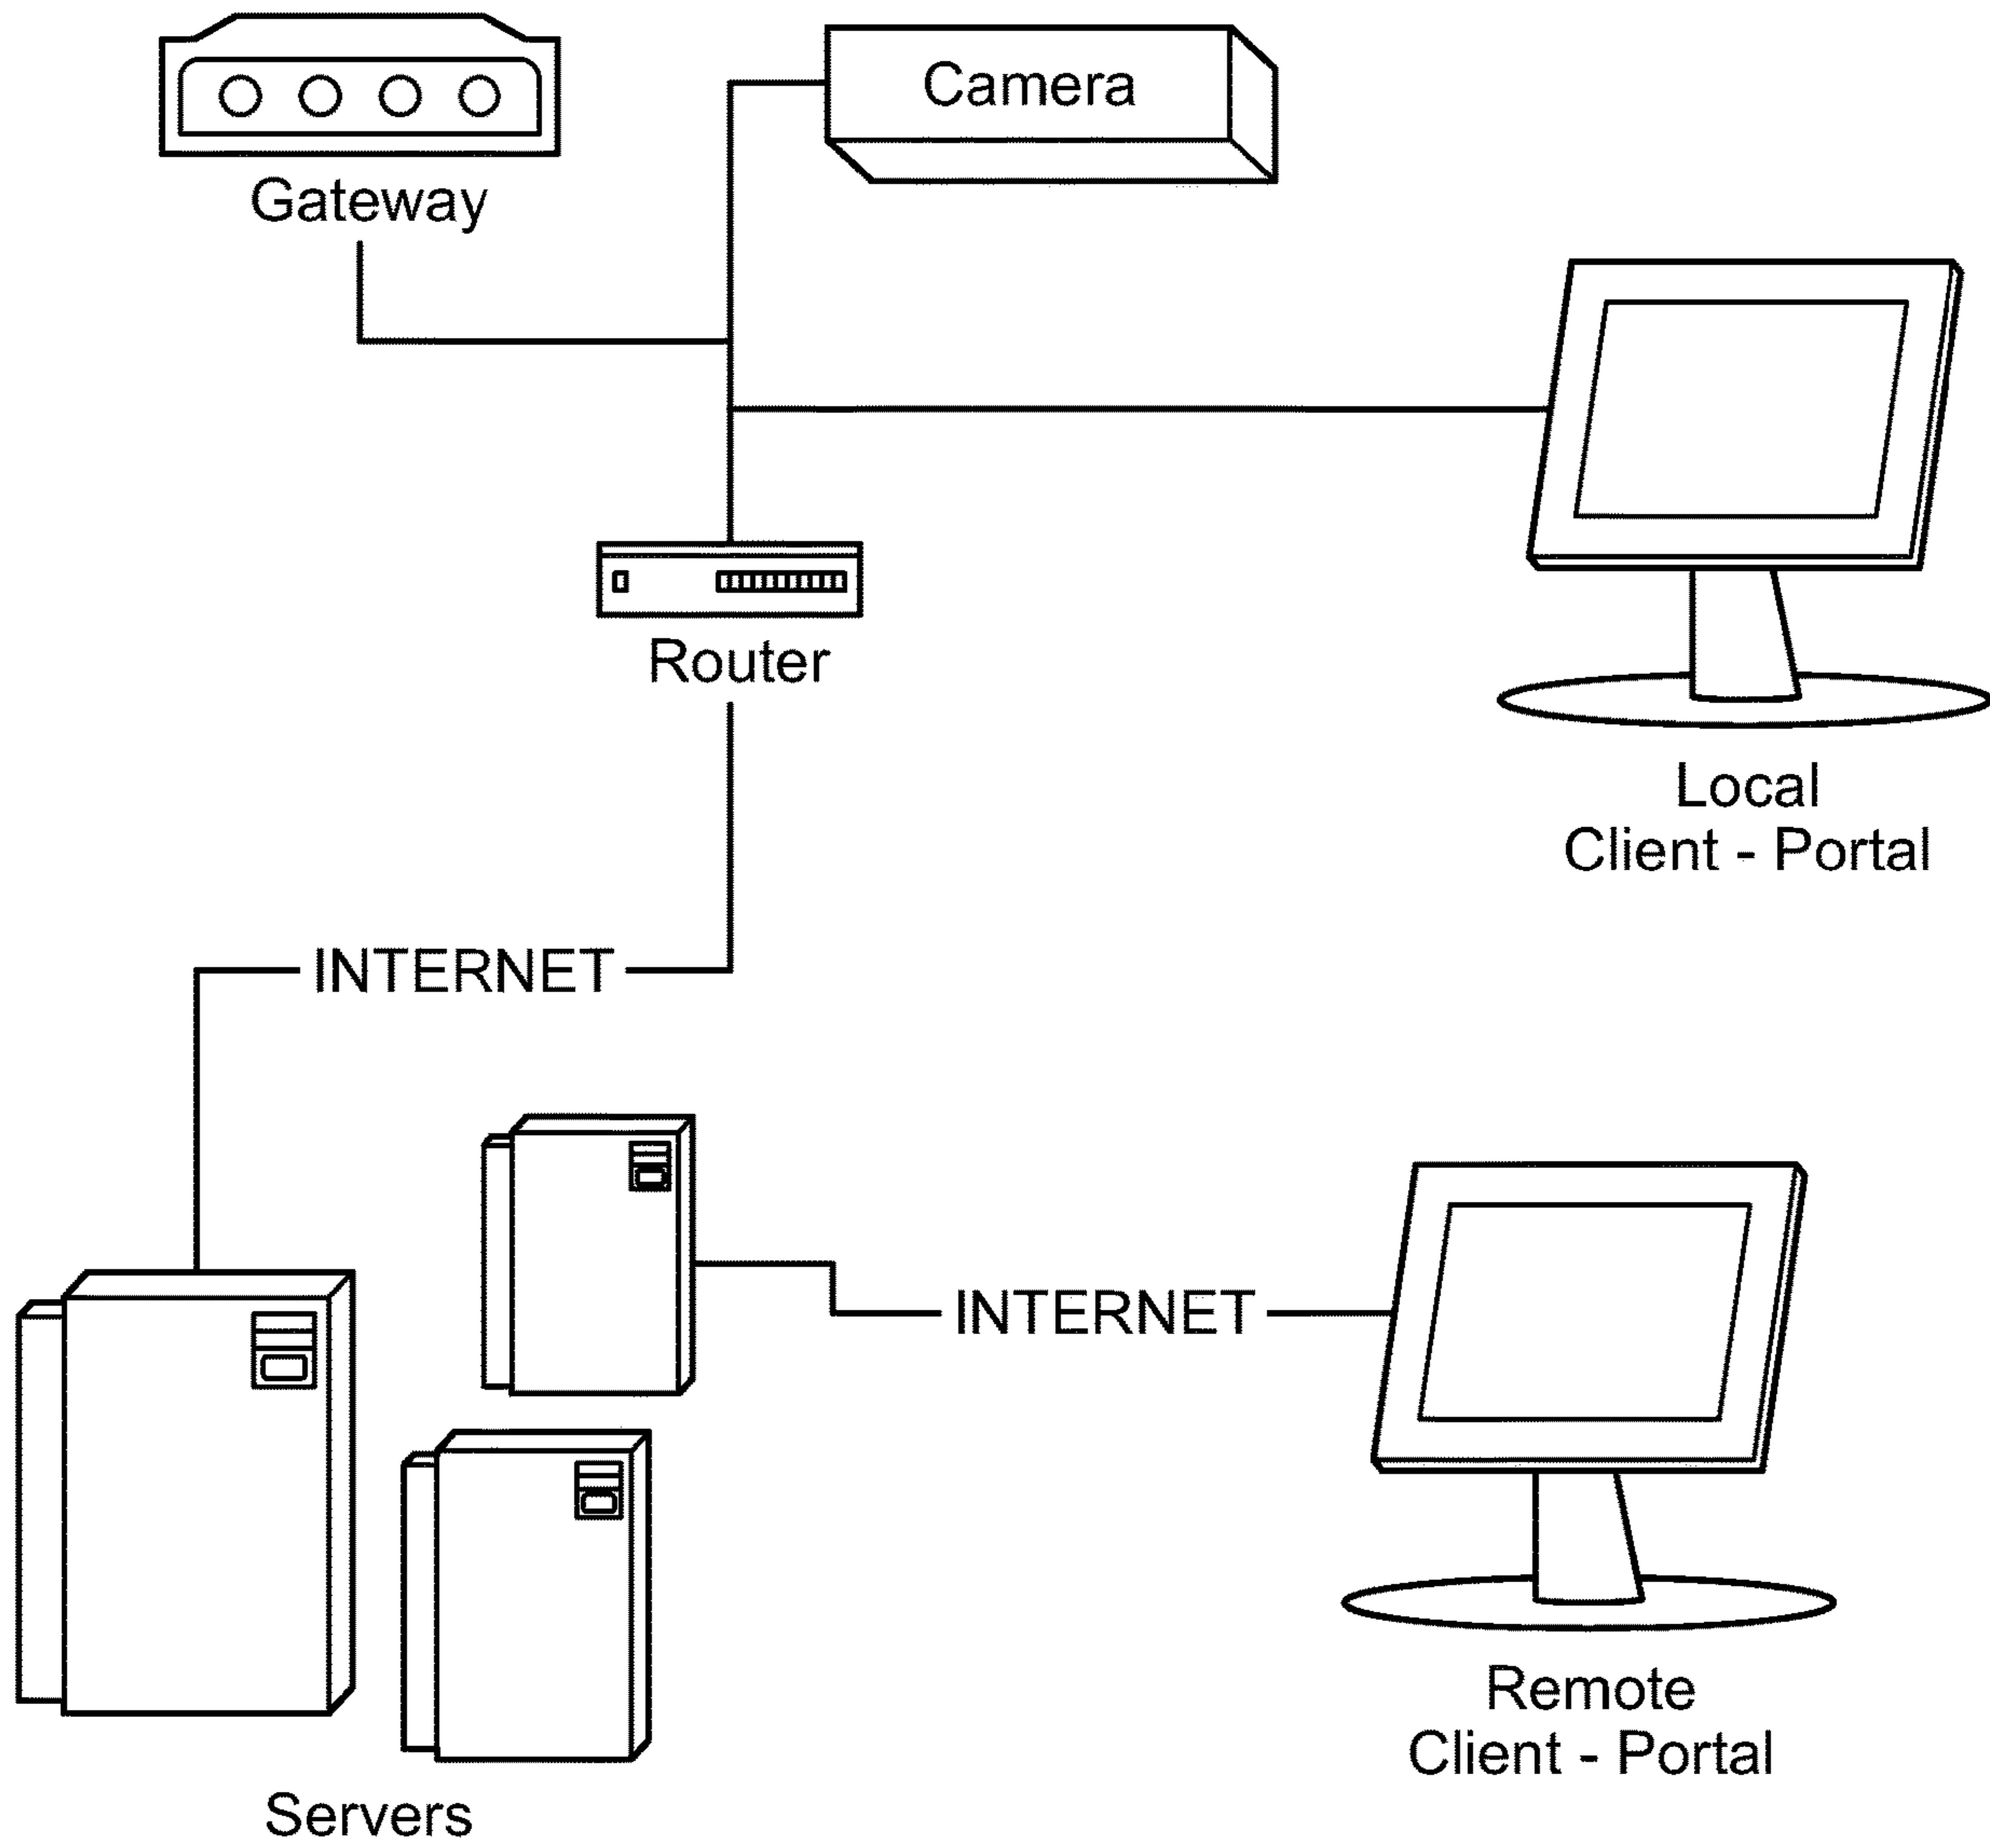 Camera
Gateway
Router
Local
Client - Portal
INTERNET
INTERNET
Remote
Client - Portal
Servers